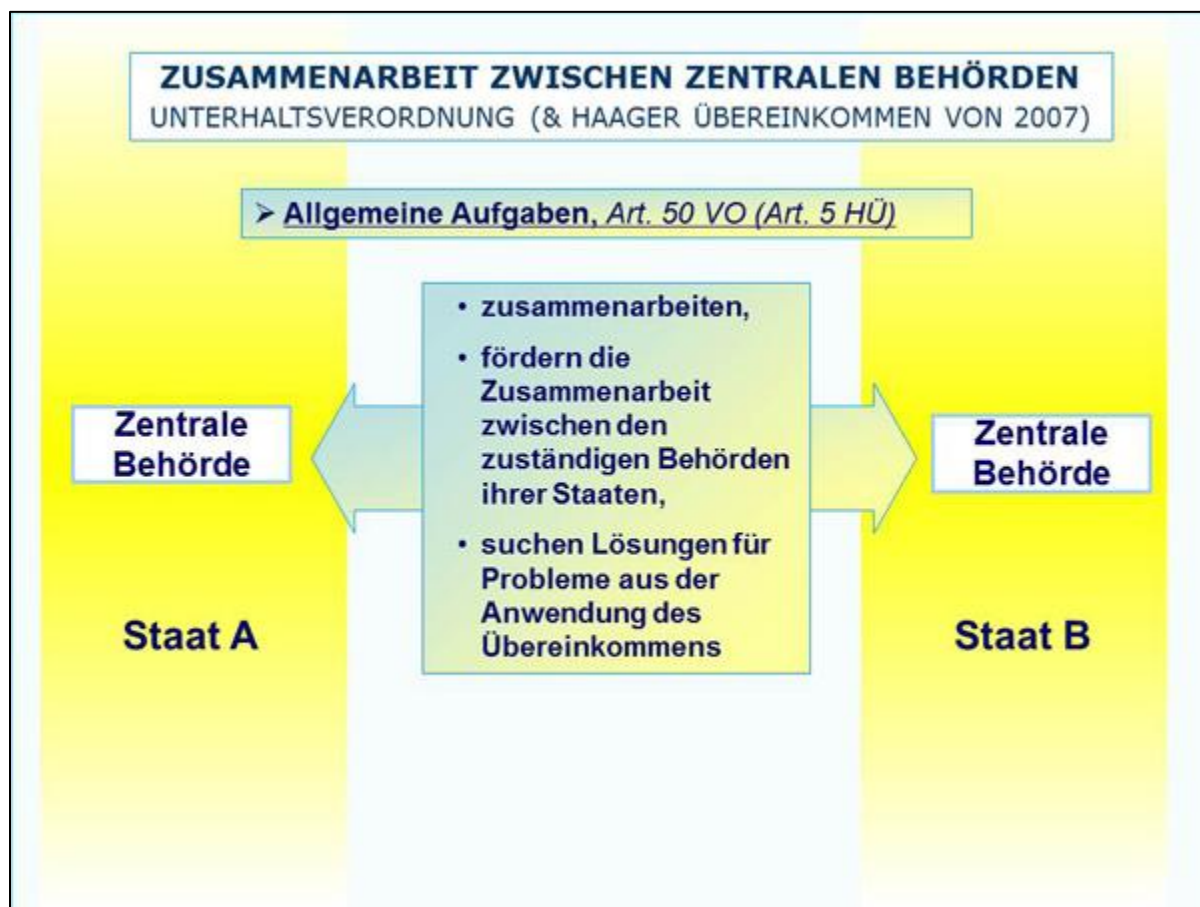 ZUSAMMENARBEIT ZWISCHEN ZENTRALEN BEHÖRDEN
UNTERHALTSVERORDNUNG (& HAAGER ÜBEREINKOMMEN VON 2007)
➢ Allgemeine Aufgaben, Art. 50 VO (Art. 5 HÜ)
Zentrale
Behörde
Staat A
• zusammenarbeiten,
• fördern die
Zusammenarbeit
zwischen den
zuständigen Behörden
ihrer Staaten,
• suchen Lösungen für
Probleme aus der
Anwendung des
Übereinkommens
Zentrale
Behörde
Staat B